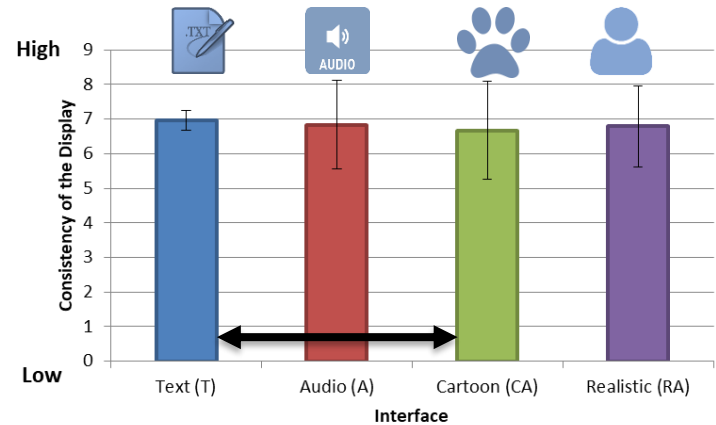 High
.TXT
AUDIO
Consistency of the Display
9
8
7
6
5
4
3
2
1
0
Low
Text (T) Audio (A) Cartoon (CA) Realistic (RA)
Interface